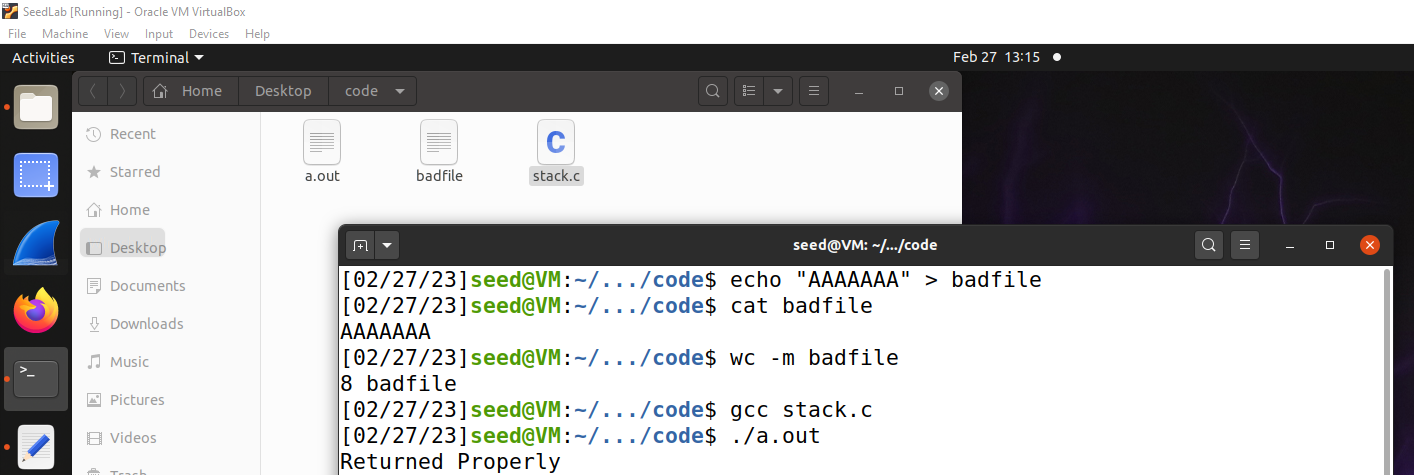 SeedLab [Running] - Oracle VM VirtualBox
File Machine View Input Devices Help
Activities Terminal Feb 27 13:15
Home Desktop code
Recent
Starred
Home
Desktop
Documents
Downloads
Music
Pictures
Videos
Trash
a.out badfile stack.c
C
seed@VM: ~/.../code
[02/27/23]seed@VM:~/.../code$ echo "AAAAAAA" > badfile
[02/27/23]seed@VM:~/.../code$ cat badfile
AAAAAAA
[02/27/23]seed@VM:~/.../code$ wc -m badfile
8 badfile
[02/27/23]seed@VM:~/.../code$ gcc stack.c
[02/27/23]seed@VM:~/.../code$ ./a.out
Returned Properly